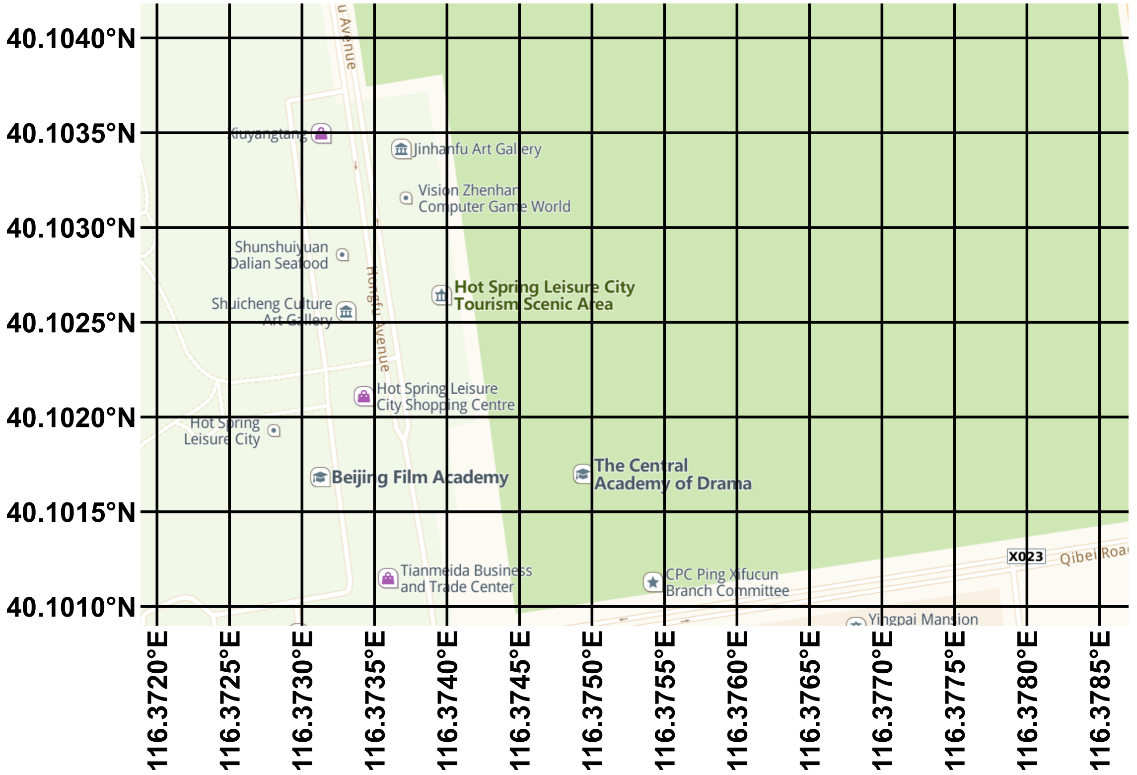 40.1040°N
u Avenue
40.1035°N
Xiuyangtang
Jinhanfu Art Gallery
Vision Zhenhan
Computer Game World
40.1030°N
Shunshuiyuan
Dalian Seafood
Hot Spring Leisure City
Tourism Scenic Area
Shuicheng Culture
Art Gallery
40.1025°N
Hongfu Avenue
Hot Spring Leisure
City Shopping Centre
40.1020°N
Hot Spring
Leisure City
Beijing Film Academy
The Central
Academy of Drama
40.1015°N
X023
Qibei Road
Tianmeida Business
and Trade Center
CPC Ping Xifucun
Branch Committee
40.1010°N
Yingpai Mansion
116.3720°E
116.3725°E
116.3730°E
116.3735°E
116.3740°E
116.3745°E
116.3750°E
116.3755°E
116.3760°E
116.3765°E
116.3770°E
116.3775°E
116.3780°E
116.3785°E